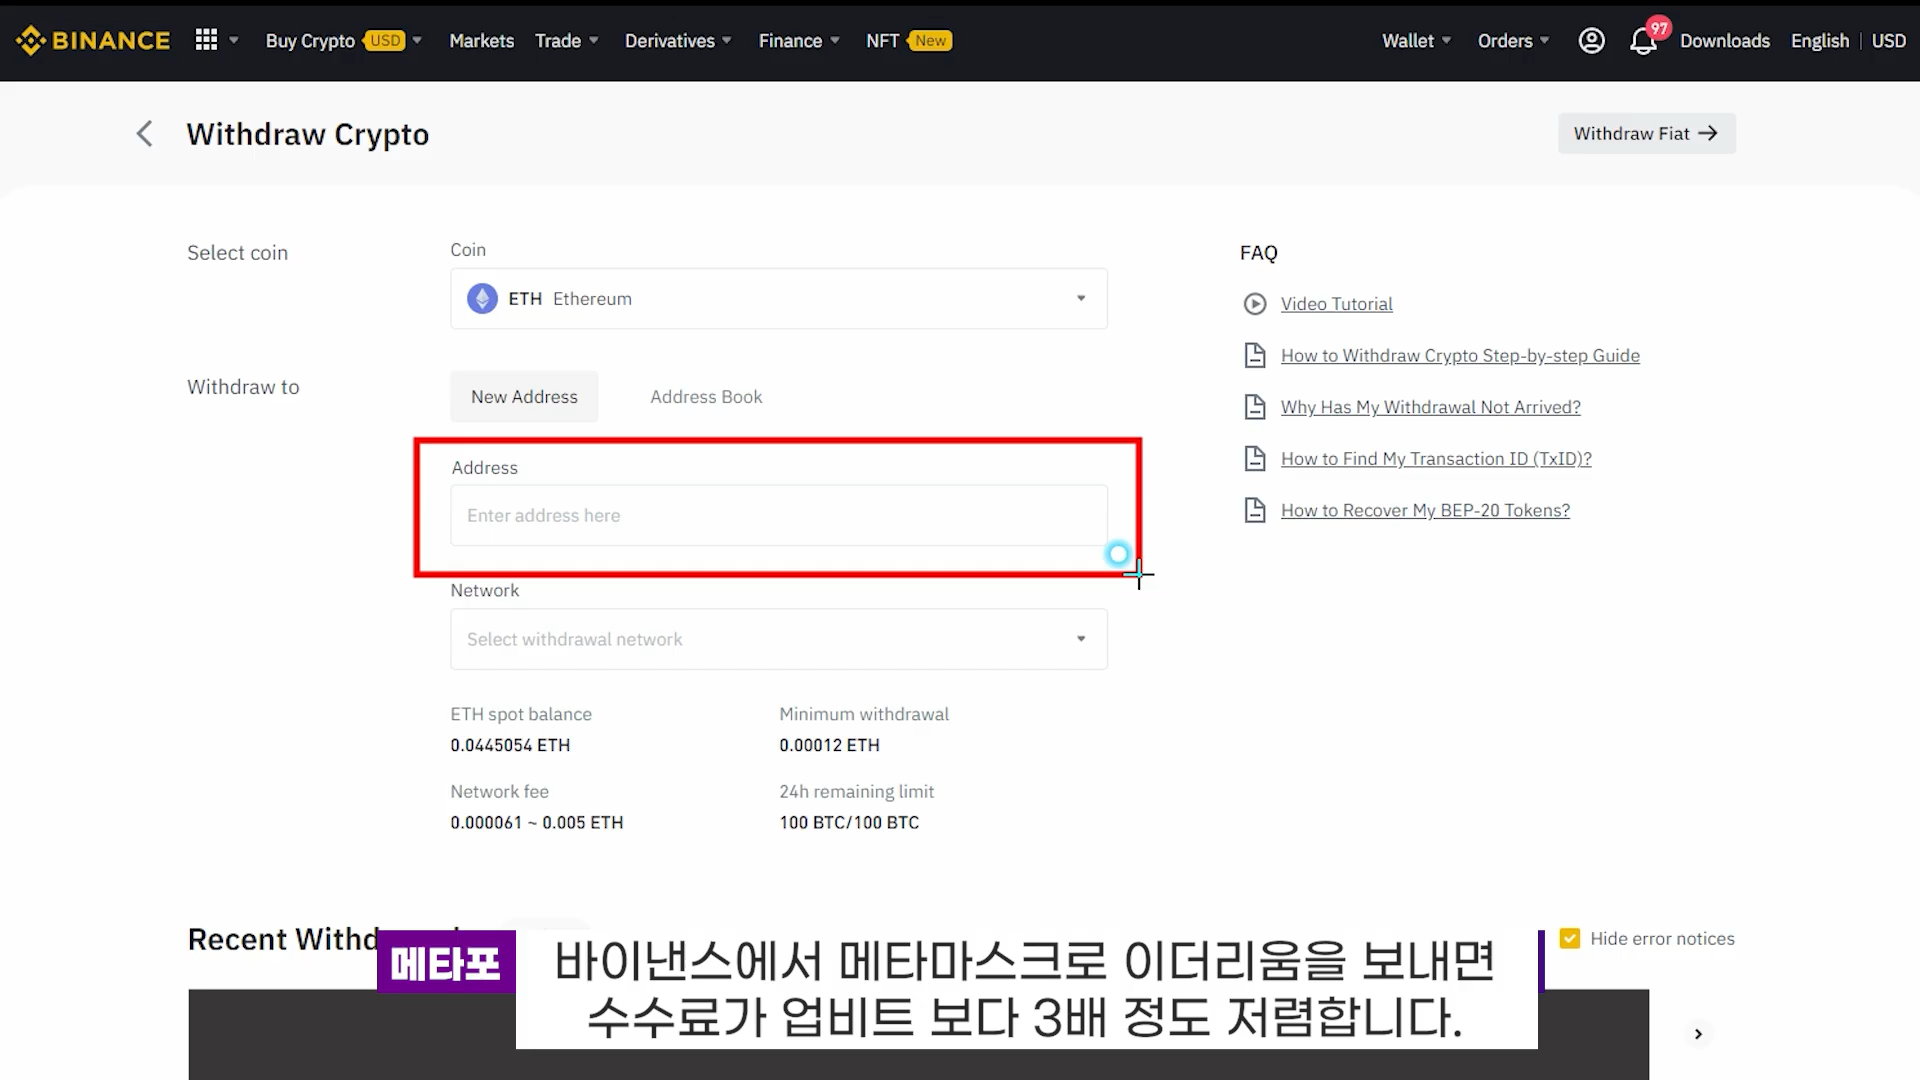 BINANCE
Buy Crypto USD
Markets
Trade
Derivatives
Finance
NFT New
Wallet
Orders
97
Downloads
English
USD
Withdraw Crypto
Withdraw Fiat
Select coin
Coin
ETH Ethereum
Withdraw to
New Address
Address Book
Address
Enter address here
Network
Select withdrawal network
ETH spot balance
0.0445054 ETH
Minimum withdrawal
0.00012 ETH
Network fee
0.000061 ~ 0.005 ETH
24h remaining limit
100 BTC/100 BTC
FAQ
Video Tutorial
How to Withdraw Crypto Step-by-step Guide
Why Has My Withdrawal Not Arrived?
How to Find My Transaction ID (TxID)?
How to Recover My BEP-20 Tokens?
Recent
Hide error notices
메타포
바이낸스에서 메타마스크로 이더리움을 보내면
수수료가 업비트 보다 3배 정도 저렴합니다.